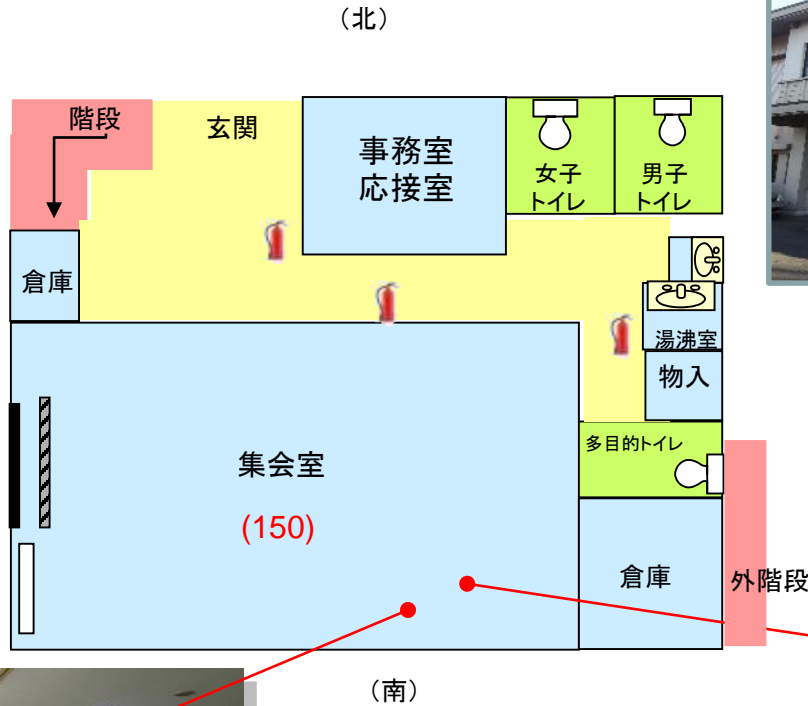 （北）
階段
玄関
事務室
応接室
女子
トイレ
男子
トイレ
倉庫
湯沸室
物入
多目的トイレ
集会室
(150)
倉庫
外階段
（南）